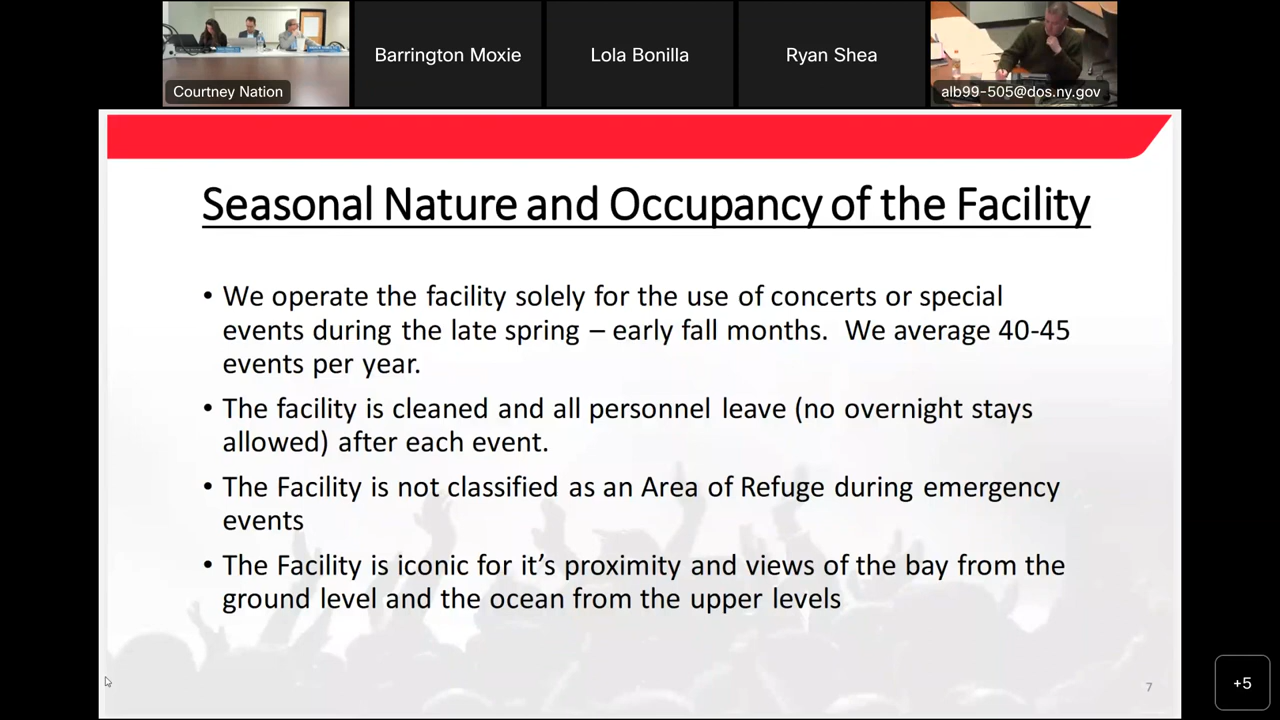 Courtney Nation
Barrington Moxie
Lola Bonilla
Ryan Shea
alb99-505@dos.ny.gov
Seasonal Nature and Occupancy of the Facility
• We operate the facility solely for the use of concerts or special
events during the late spring – early fall months. We average 40-45
events per year.
• The facility is cleaned and all personnel leave (no overnight stays
allowed) after each event.
• The Facility is not classified as an Area of Refuge during emergency
events
• The Facility is iconic for it’s proximity and views of the bay from the
ground level and the ocean from the upper levels
7
+5